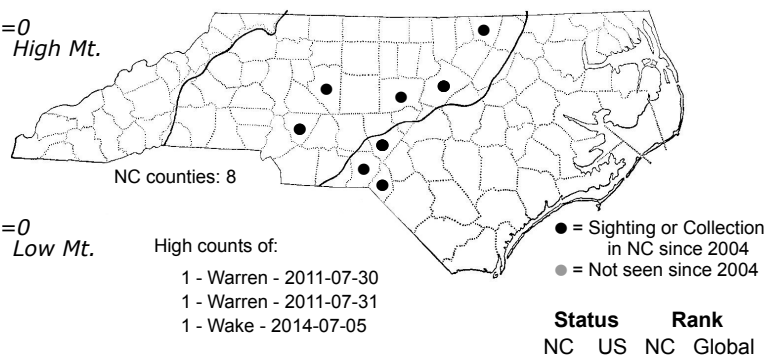 =0
High Mt.
NC counties: 8
=0
Low Mt.
High counts of:
1 - Warren - 2011-07-30
1 - Warren - 2011-07-31
1 - Wake - 2014-07-05
● = Sighting or Collection
in NC since 2004
● = Not seen since 2004
Status Rank
NC US NC Global